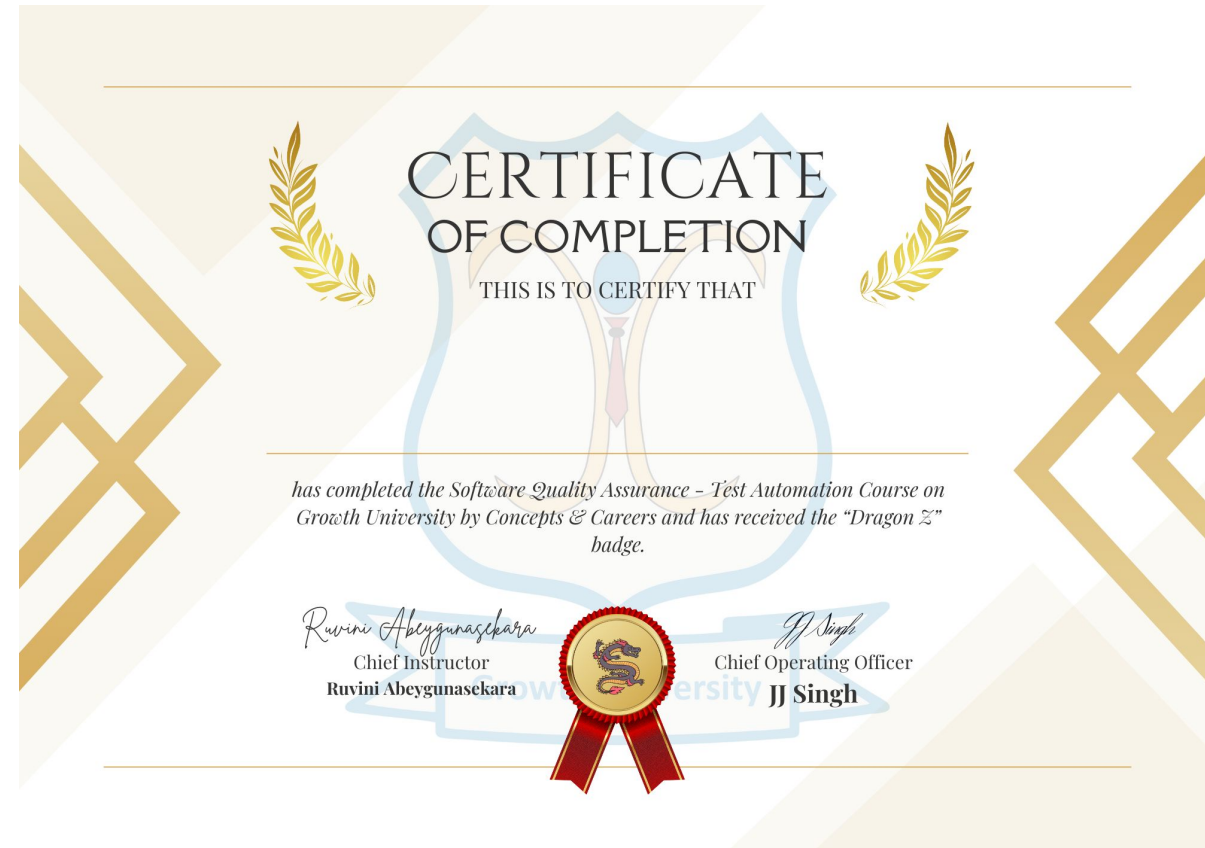 CERTIFICATE
OF COMPLETION
THIS IS TO CERTIFY THAT
has completed the Software Quality Assurance - Test Automation Course on
Growth University by Concepts & Careers and has received the “Dragon Z”
badge.
Ruvini Abeygunasekara
JJ Singh
Chief Instructor
Chief Operating Officer
Ruvini Abeygunasekara
JJ Singh